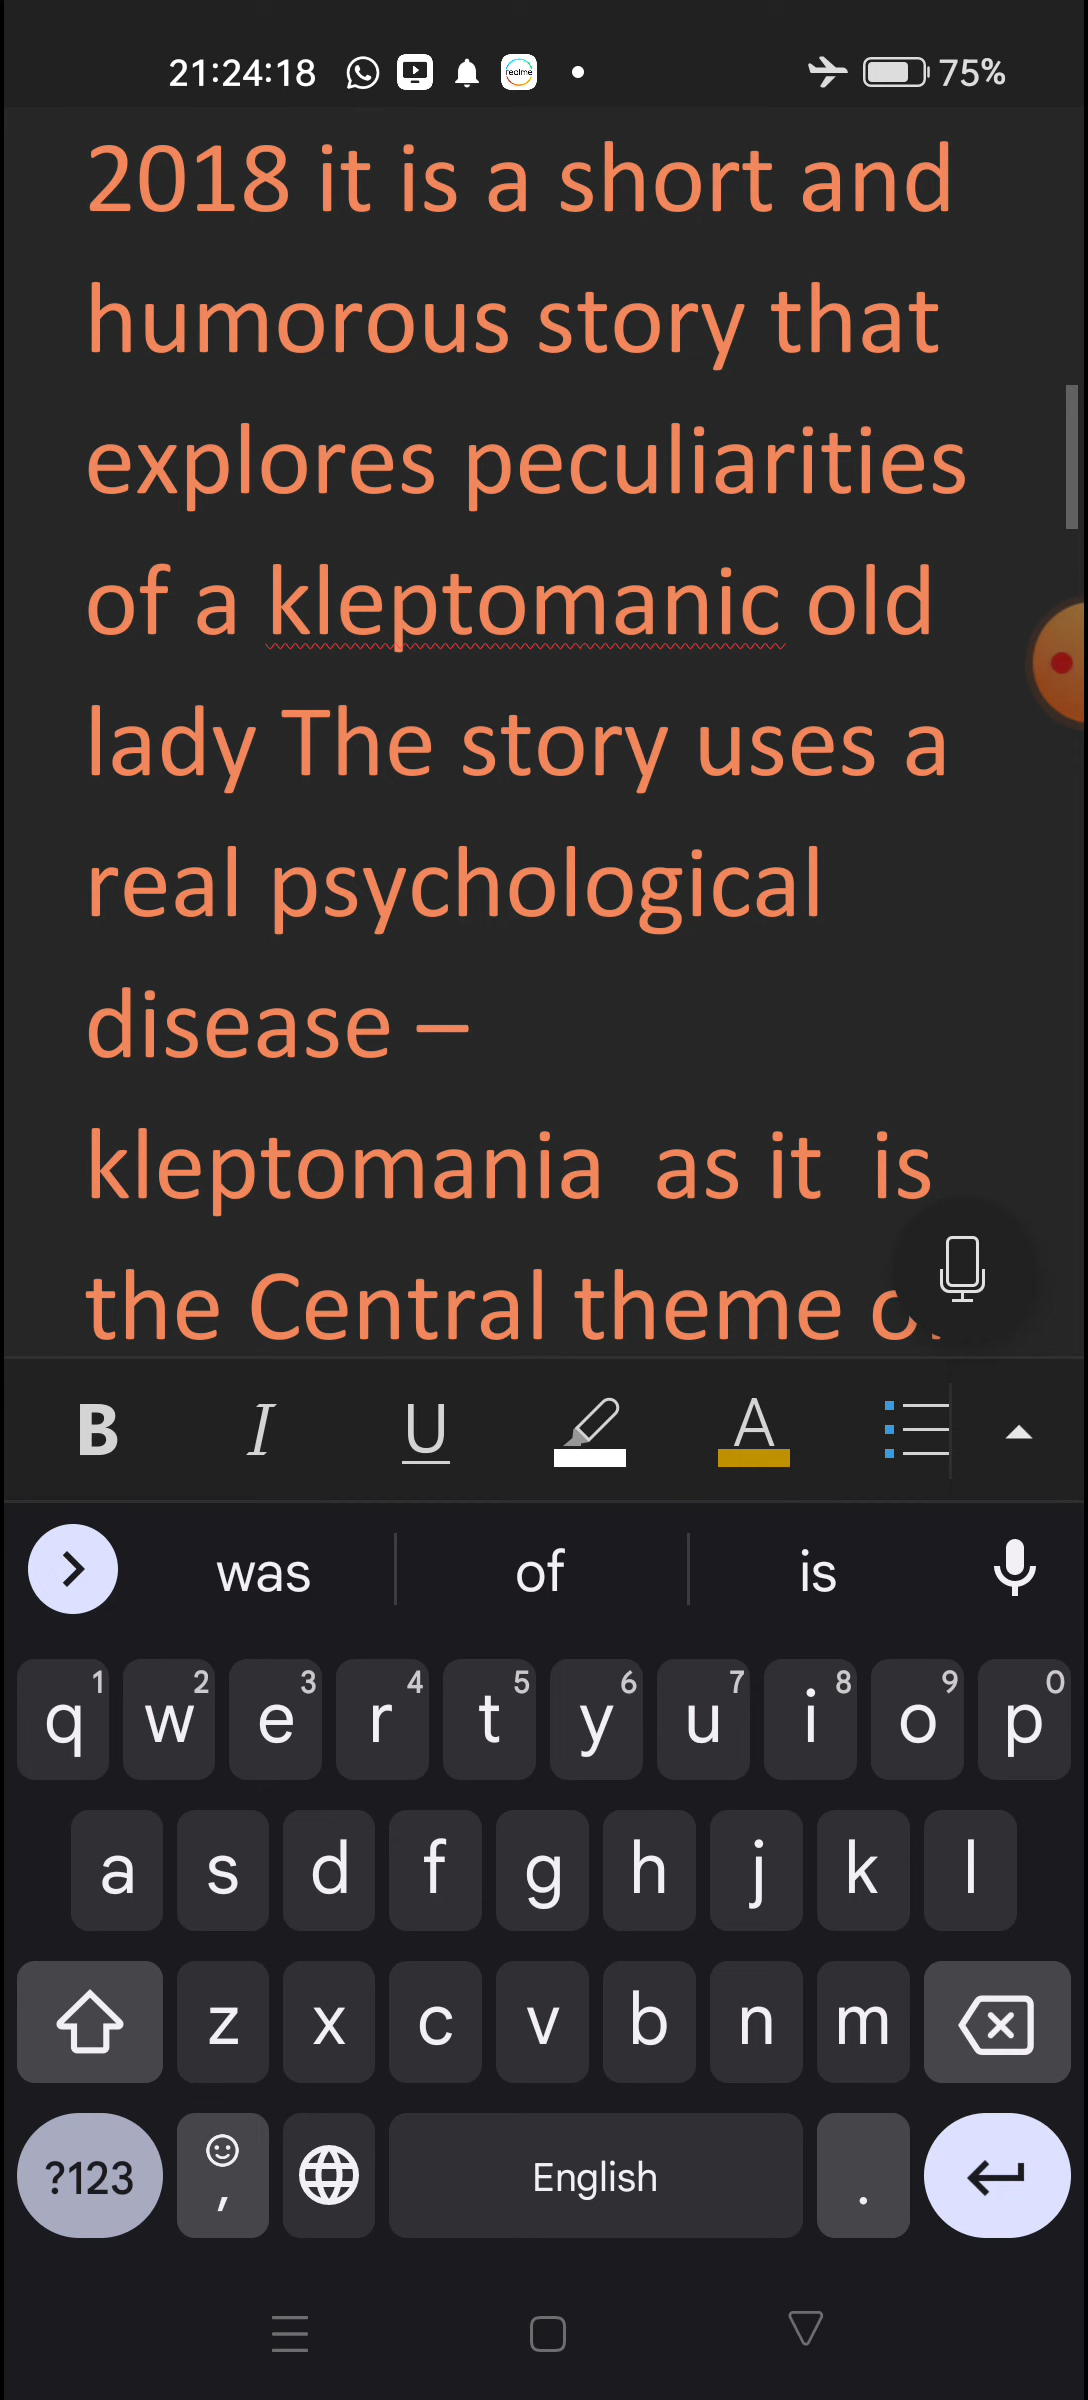 21:24:18 realme 75%
2018 it is a short and
humorous story that
explores peculiarities
of a kleptomanic old
lady The story uses a
real psychological
disease –
kleptomania as it is
the Central theme
B I U A
was of is
q 1 w 2 e 3 r 4 t 5 y 6 u 7 i 8 o 9 p 0
a s d f g h j k l
z x c v b n m
?123 , English .